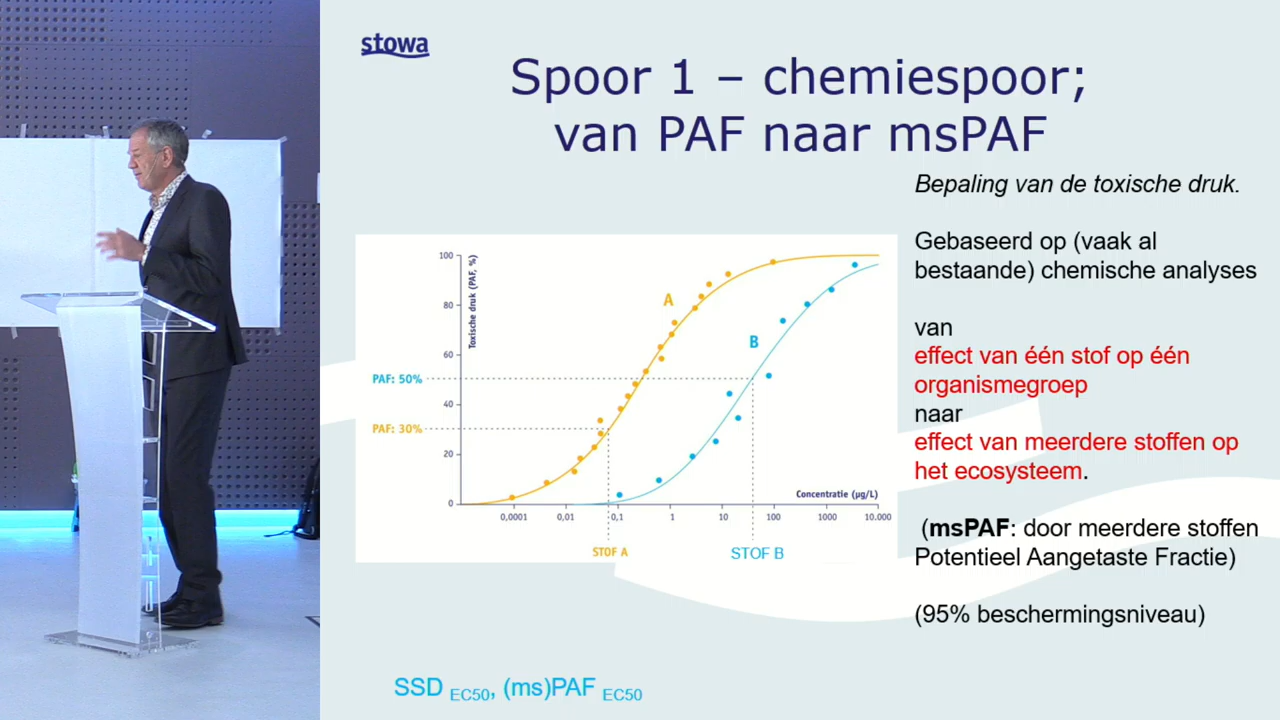 stowa
Spoor 1 – chemiespoor;
van PAF naar msPAF
Bepaling van de toxische druk.
Gebaseerd op (vaak al
bestaande) chemische analyses
van
effect van één stof op één
organismegroep
naar
effect van meerdere stoffen op
het ecosysteem.
(msPAF: door meerdere stoffen
Potentieel Aangetaste Fractie)
(95% beschermingsniveau)
Toxische druk (PAF, %)
100
80
60
40
20
0
PAF: 50%
PAF: 30%
A
B
Concentratie (µg/L)
0,0001
0,01
0,1
1
10
100
1000
10.000
STOF A
STOF B
SSD EC50, (ms)PAF EC50